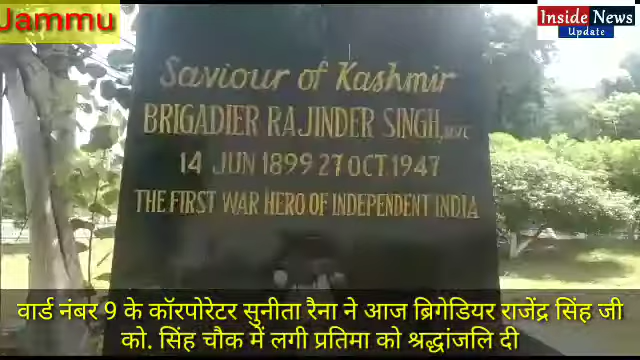 Jammu
Inside News
Update
Saviour of Kashmir
BRIGADIER RAJINDER SINGH, MVC
14 JUN 1899 27 OCT. 1947
THE FIRST WAR HERO OF INDEPENDENT INDIA
वार्ड नंबर 9 के कॉरपोरेटर सुनीता रैना ने आज ब्रिगेडियर राजेंद्र सिंह जी
को. सिंह चौक में लगी प्रतिमा को श्रद्धांजलि दी